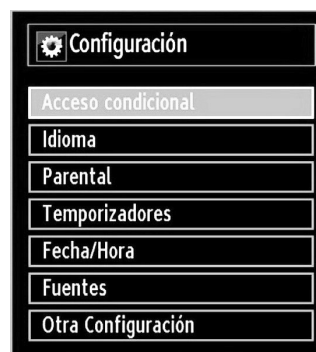 Configuración
Acceso condicional
Idioma
Parental
Temporizadores
Fecha/Hora
Fuentes
Otra Configuración